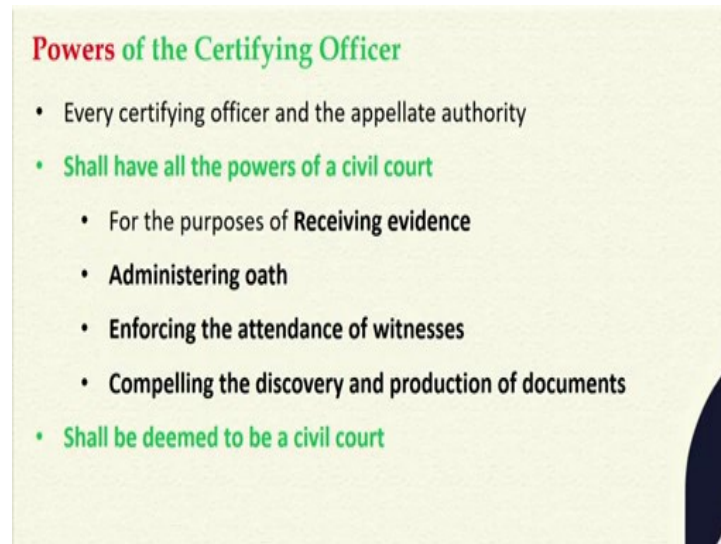 Powers of the Certifying Officer
• Every certifying officer and the appellate authority
• Shall have all the powers of a civil court
• For the purposes of Receiving evidence
• Administering oath
• Enforcing the attendance of witnesses
• Compelling the discovery and production of documents
• Shall be deemed to be a civil court